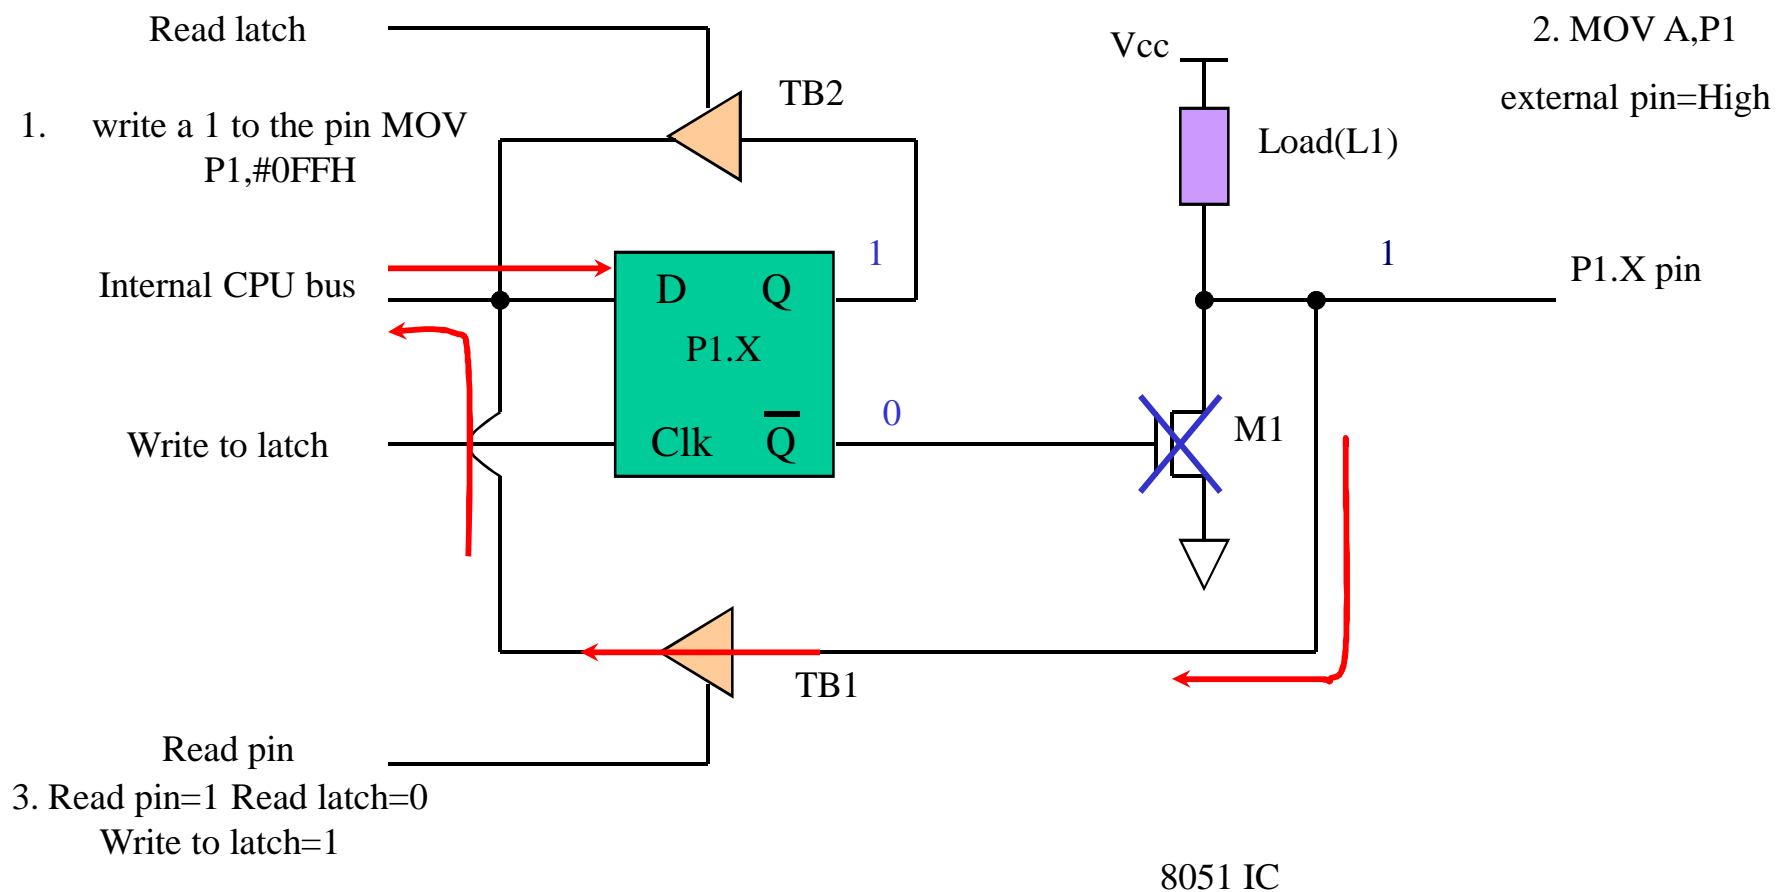 Read latch
Vcc
2. MOV A,P1
TB2
external pin=High
1. write a 1 to the pin MOV
P1,#0FFH
Load(L1)
1
1
P1.X pin
Internal CPU bus
D Q
P1.X
0
M1
Write to latch
Clk Q̅
TB1
Read pin
3. Read pin=1 Read latch=0
Write to latch=1
8051 IC